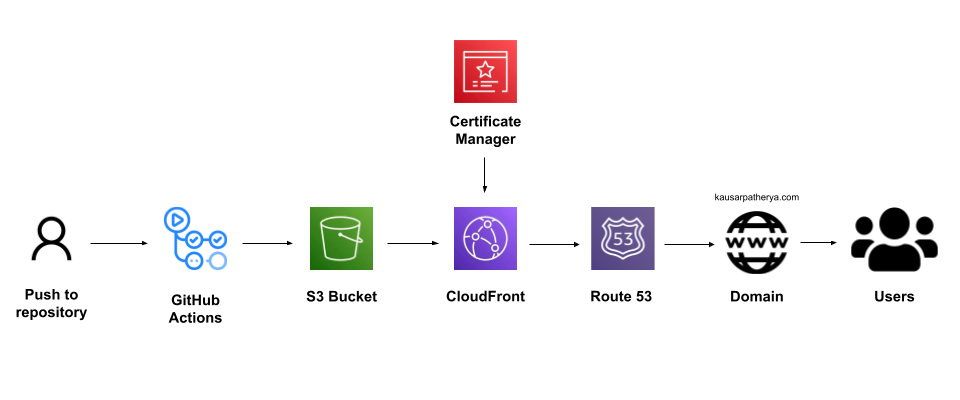 Certificate
Manager
kausarpatherya.com
53
WWW
Push to
repository
GitHub
Actions
S3 Bucket
CloudFront
Route 53
Domain
Users